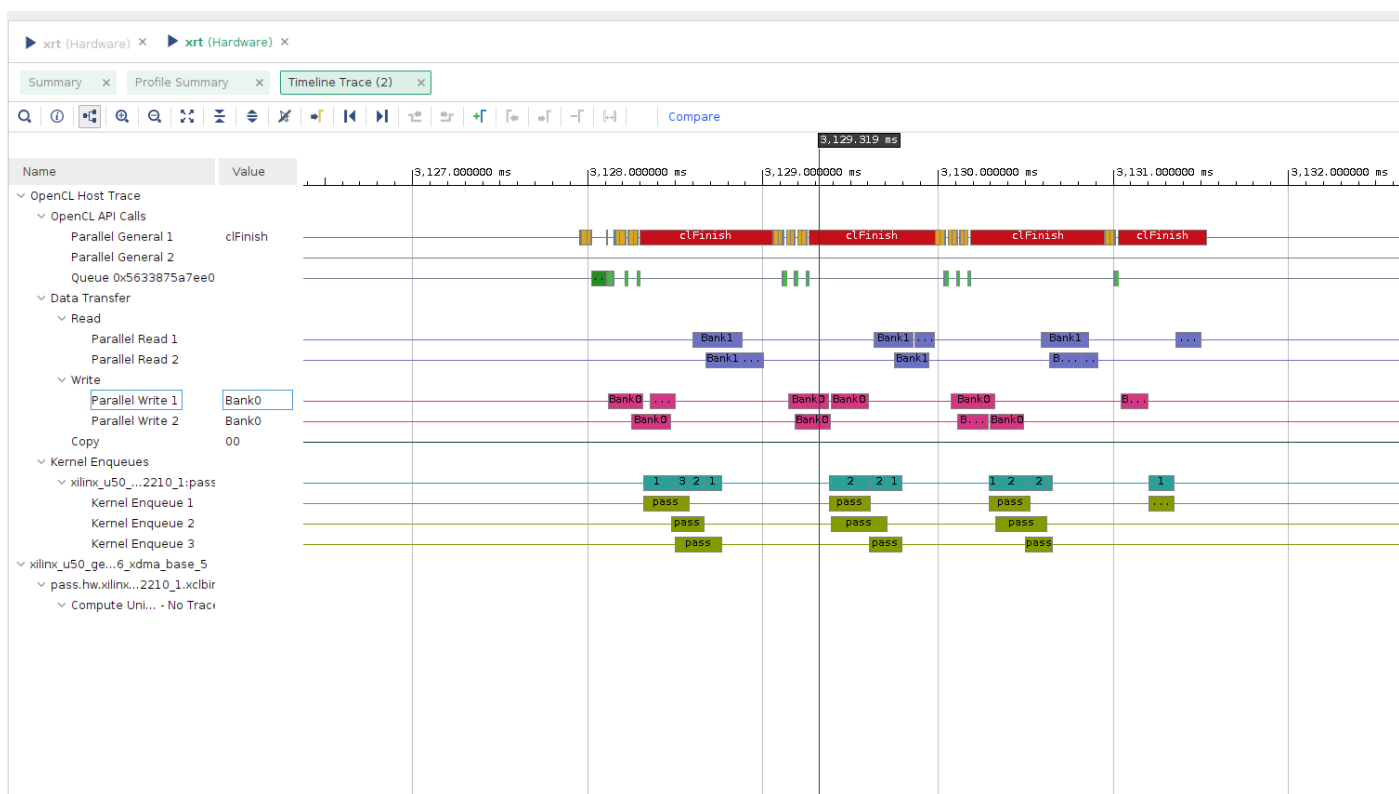 xrt (Hardware) × xrt (Hardware) ×
Summary × Profile Summary × Timeline Trace (2) ×
Compare
3,129.319 ms
Name Value 3,127.000000 ms 3,128.000000 ms 3,129.000000 ms 3,130.000000 ms 3,131.000000 ms 3,132.000000 ms
OpenCL Host Trace
OpenCL API Calls
Parallel General 1 clFinish clFinish clFinish clFinish clFinish
Parallel General 2
Queue 0x5633875a7ee0 ..
Data Transfer
Read
Parallel Read 1 Bank1 Bank1 ... Bank1 ...
Parallel Read 2 Bank1 ... Bank1 B... ...
Write
Parallel Write 1 Bank0 Bank0 ... Bank0 Bank0 Bank0 B...
Parallel Write 2 Bank0 Bank0 Bank0 B... Bank0
Copy 00
Kernel Enqueues
xilinx_u50_...2210_1:pass 1 3 2 1 2 2 1 1 2 2 1
Kernel Enqueue 1 pass pass pass ...
Kernel Enqueue 2 pass pass pass
Kernel Enqueue 3 pass pass pass
xilinx_u50_ge...6_xdma_base_5
pass.hw.xilinx...2210_1.xclbin
Compute Uni... - No Trace